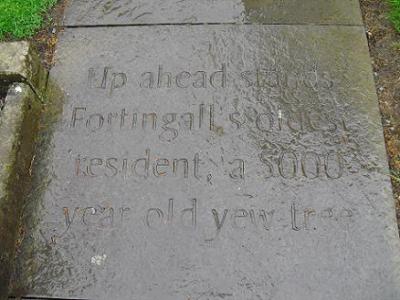 Up ahead stands
Fortingall's oldest
resident, a 5000
year old yew tree